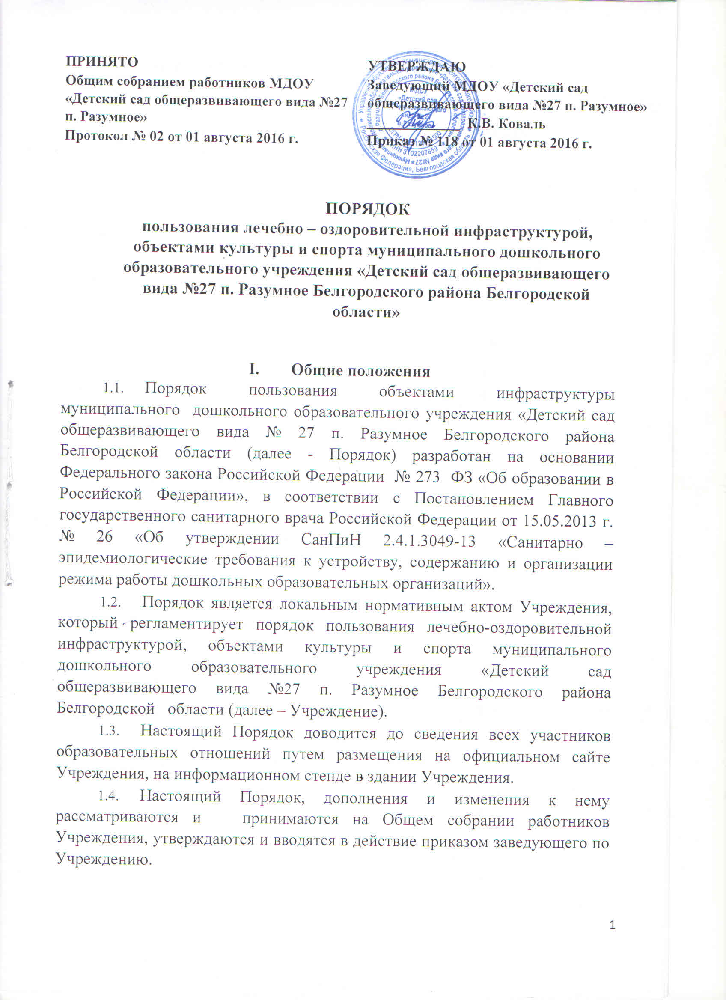 ПРИНЯТО
Общим собранием работников МДОУ
«Детский сад общеразвивающего вида №27
п. Разумное»
Протокол № 02 от 01 августа 2016 г.
УТВЕРЖДАЮ
Заведующий МДОУ «Детский сад
общеразвивающего вида №27 п. Разумное»
К.В. Коваль
Приказ № 118 от 01 августа 2016 г.
ИНН 3102207659
Российская Федерация, Белгородская область
ПОРЯДОК
пользования лечебно – оздоровительной инфраструктурой,
объектами культуры и спорта муниципального дошкольного
образовательного учреждения «Детский сад общеразвивающего
вида №27 п. Разумное Белгородского района Белгородской
области»
I. Общие положения
1.1. Порядок пользования объектами инфраструктуры
муниципального дошкольного образовательного учреждения «Детский сад
общеразвивающего вида № 27 п. Разумное Белгородского района
Белгородской области (далее - Порядок) разработан на основании
Федерального закона Российской Федерации № 273 ФЗ «Об образовании в
Российской Федерации», в соответствии с Постановлением Главного
государственного санитарного врача Российской Федерации от 15.05.2013 г.
№ 26 «Об утверждении СанПиН 2.4.1.3049-13 «Санитарно –
эпидемиологические требования к устройству, содержанию и организации
режима работы дошкольных образовательных организаций».
1.2. Порядок является локальным нормативным актом Учреждения,
который регламентирует порядок пользования лечебно-оздоровительной
инфраструктурой, объектами культуры и спорта муниципального
дошкольного образовательного учреждения «Детский сад
общеразвивающего вида №27 п. Разумное Белгородского района
Белгородской области (далее – Учреждение).
1.3. Настоящий Порядок доводится до сведения всех участников
образовательных отношений путем размещения на официальном сайте
Учреждения, на информационном стенде в здании Учреждения.
1.4. Настоящий Порядок, дополнения и изменения к нему
рассматриваются и принимаются на Общем собрании работников
Учреждения, утверждаются и вводятся в действие приказом заведующего по
Учреждению.
1